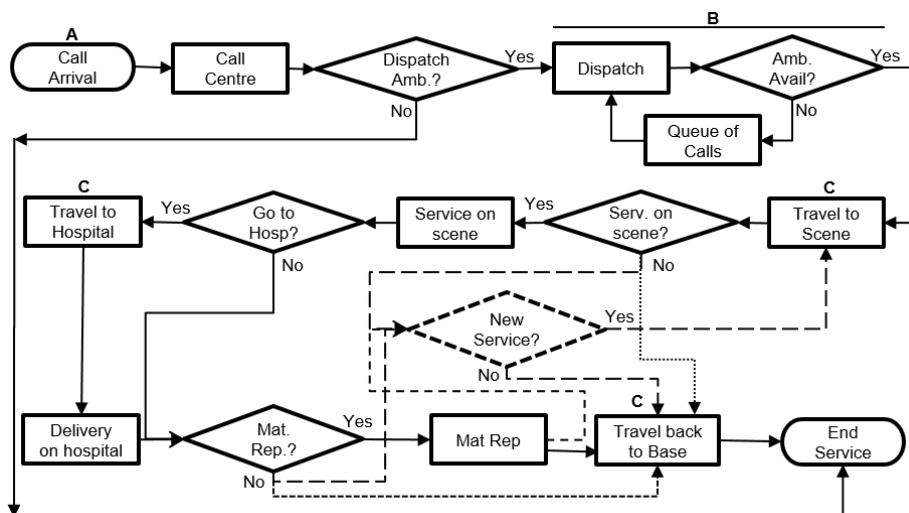 A
B
Call
Arrival
Call
Centre
Dispatch
Amb.?
Yes
No
Dispatch
Amb.
Avail?
Yes
No
Queue of
Calls
C
Travel to
Hospital
Yes
Go to
Hosp?
No
Service on
scene
Yes
Serv. on
scene?
No
C
Travel to
Scene
New
Service?
Yes
No
Delivery
on hospital
Mat.
Rep.?
Yes
No
Mat Rep
C
Travel back
to Base
End
Service